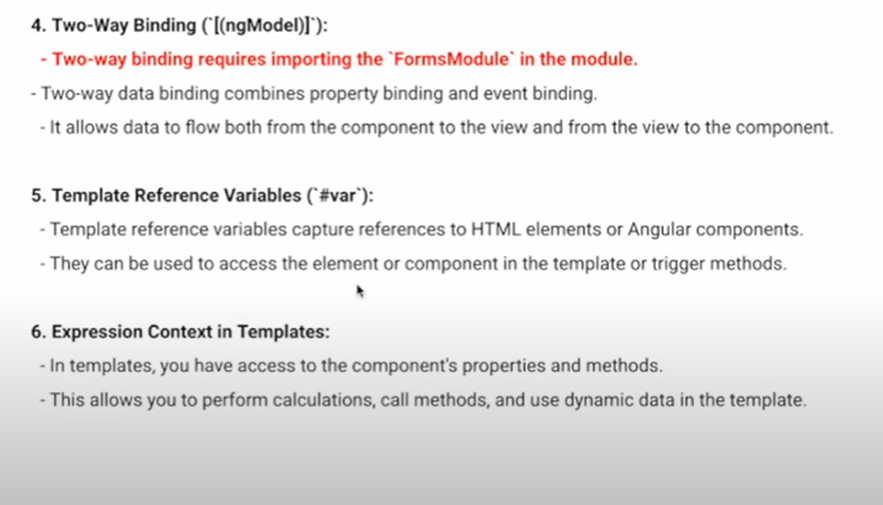 4. Two-Way Binding (`[(ngModel)]`):
- Two-way binding requires importing the `FormsModule` in the module.
- Two-way data binding combines property binding and event binding.
- It allows data to flow both from the component to the view and from the view to the component.
5. Template Reference Variables (`#var`):
- Template reference variables capture references to HTML elements or Angular components.
- They can be used to access the element or component in the template or trigger methods.
6. Expression Context in Templates:
- In templates, you have access to the component's properties and methods.
- This allows you to perform calculations, call methods, and use dynamic data in the template.